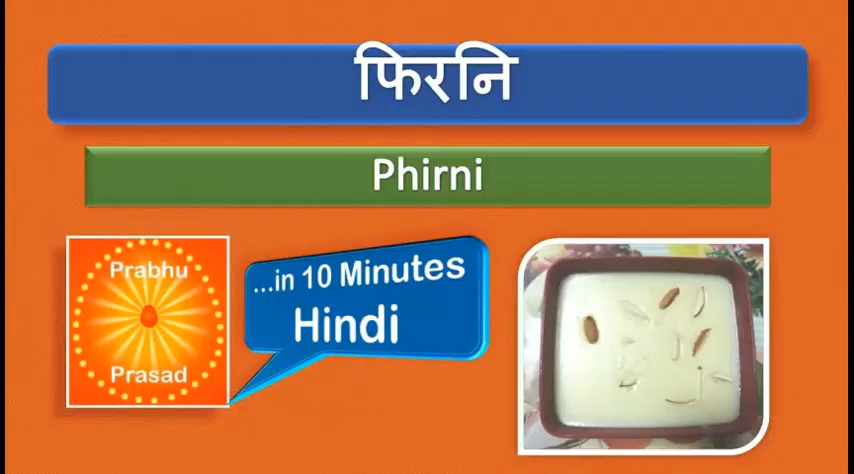 फिरनि
Phirni
Prabhu
Prasad
...in 10 Minutes
Hindi